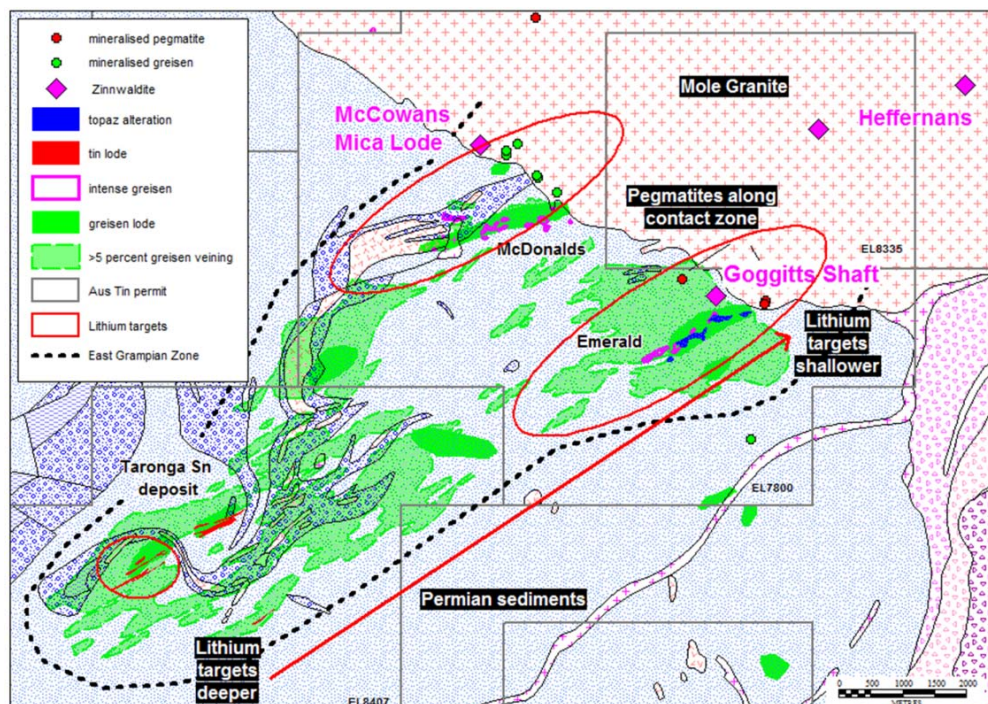 mineralised pegmatite
mineralised greisen
Zinnwaldite
topaz alteration
tin lode
intense greisen
greisen lode
>5 percent greisen veining
Aus Tin permit
Lithium targets
East Grampian Zone
McCowans
Mica Lode
Mole Granite
Heffernans
Pegmatites along
contact zone
EL8335
McDonalds
Goggitts Shaft
Emerald
Lithium
targets
shallower
Taronga Sn
deposit
EL7800
Permian sediments
Lithium
targets
deeper
EL8407
0 500 1000 1500 2000
METRES